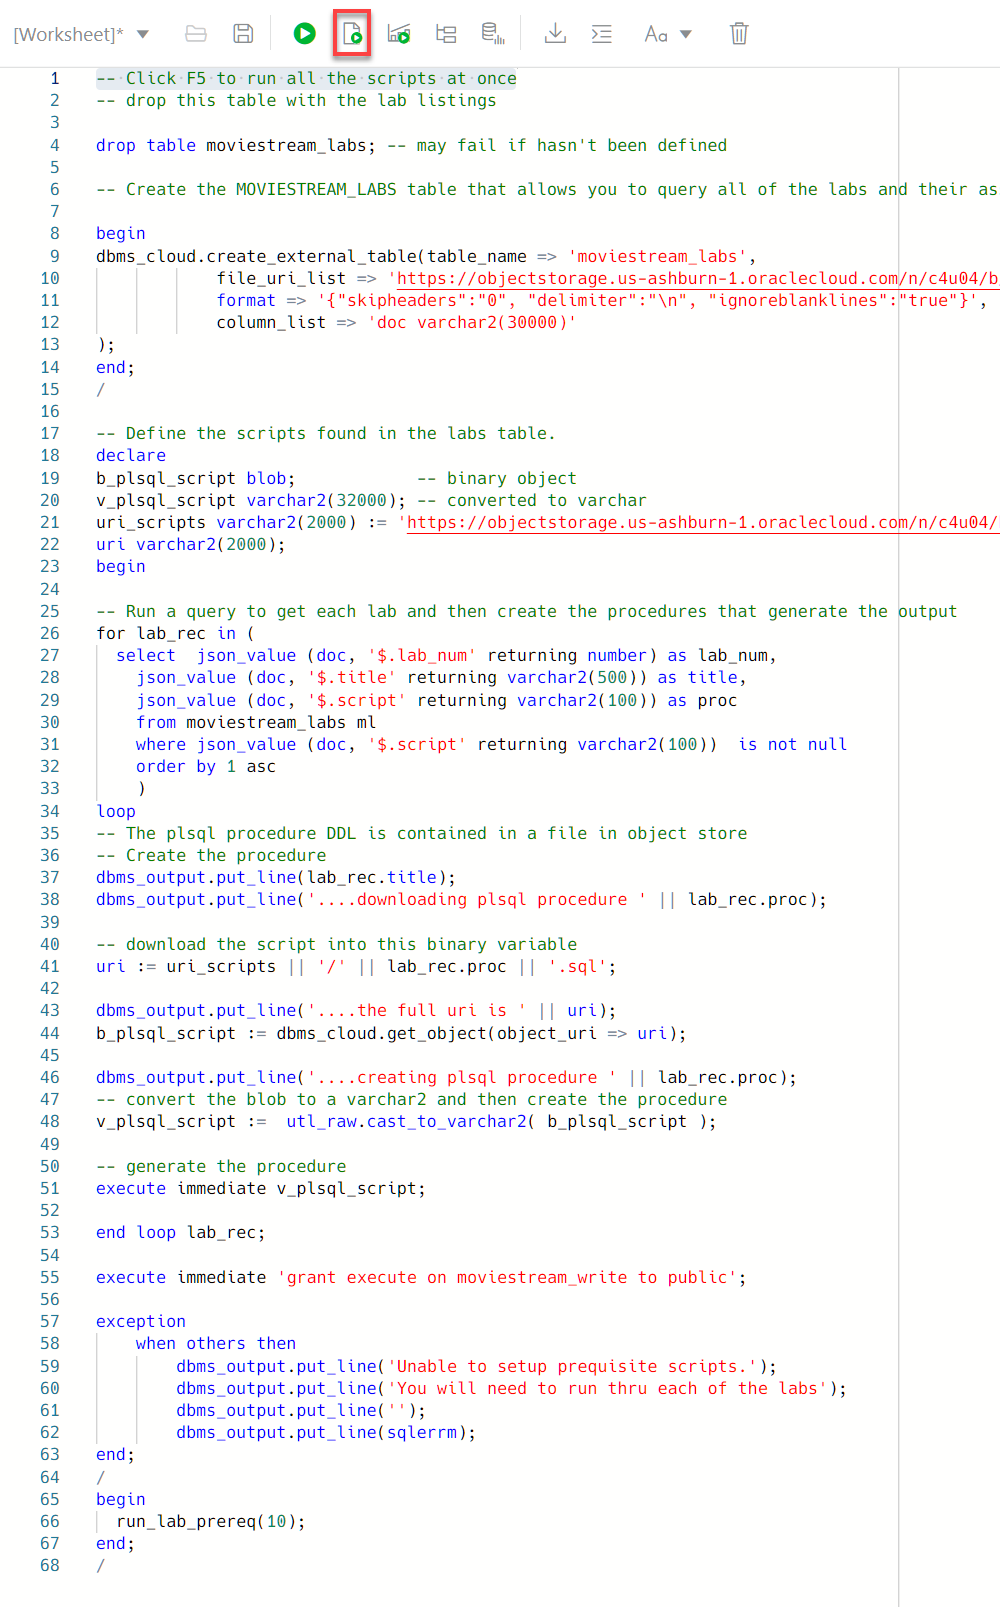 [Worksheet]* Aa
1 -- Click F5 to run all the scripts at once
2 -- drop this table with the lab listings
3
4 drop table moviestream_labs; -- may fail if hasn't been defined
5
6 -- Create the MOVIESTREAM_LABS table that allows you to query all of the labs and their as
7
8 begin
9 dbms_cloud.create_external_table(table_name => 'moviestream_labs',
10 file_uri_list => 'https://objectstorage.us-ashburn-1.oraclecloud.com/n/c4u04/b/
11 format => '{"skipheaders":"0", "delimiter":"\n", "ignoreblanklines":"true"}',
12 column_list => 'doc varchar2(30000)'
13 );
14 end;
15 /
16
17 -- Define the scripts found in the labs table.
18 declare
19 b_plsql_script blob; -- binary object
20 v_plsql_script varchar2(32000); -- converted to varchar
21 uri_scripts varchar2(2000) := 'https://objectstorage.us-ashburn-1.oraclecloud.com/n/c4u04/
22 uri varchar2(2000);
23 begin
24
25 -- Run a query to get each lab and then create the procedures that generate the output
26 for lab_rec in (
27 select json_value (doc, '$.lab_num' returning number) as lab_num,
28 json_value (doc, '$.title' returning varchar2(500)) as title,
29 json_value (doc, '$.script' returning varchar2(100)) as proc
30 from moviestream_labs ml
31 where json_value (doc, '$.script' returning varchar2(100)) is not null
32 order by 1 asc
33 )
34 loop
35 -- The plsql procedure DDL is contained in a file in object store
36 -- Create the procedure
37 dbms_output.put_line(lab_rec.title);
38 dbms_output.put_line('....downloading plsql procedure ' || lab_rec.proc);
39
40 -- download the script into this binary variable
41 uri := uri_scripts || '/' || lab_rec.proc || '.sql';
42
43 dbms_output.put_line('....the full uri is ' || uri);
44 b_plsql_script := dbms_cloud.get_object(object_uri => uri);
45
46 dbms_output.put_line('....creating plsql procedure ' || lab_rec.proc);
47 -- convert the blob to a varchar2 and then create the procedure
48 v_plsql_script := utl_raw.cast_to_varchar2( b_plsql_script );
49
50 -- generate the procedure
51 execute immediate v_plsql_script;
52
53 end loop lab_rec;
54
55 execute immediate 'grant execute on moviestream_write to public';
56
57 exception
58 when others then
59 dbms_output.put_line('Unable to setup prequisite scripts.');
60 dbms_output.put_line('You will need to run thru each of the labs');
61 dbms_output.put_line('');
62 dbms_output.put_line(sqlerrm);
63 end;
64 /
65 begin
66 run_lab_prereq(10);
67 end;
68 /